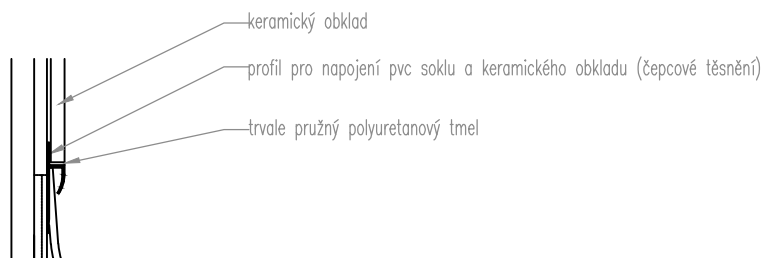 keramický obklad
profil pro napojení pvc soklu a keramického obkladu (čepcové těsnění)
trvale pružný polyuretanový tmel